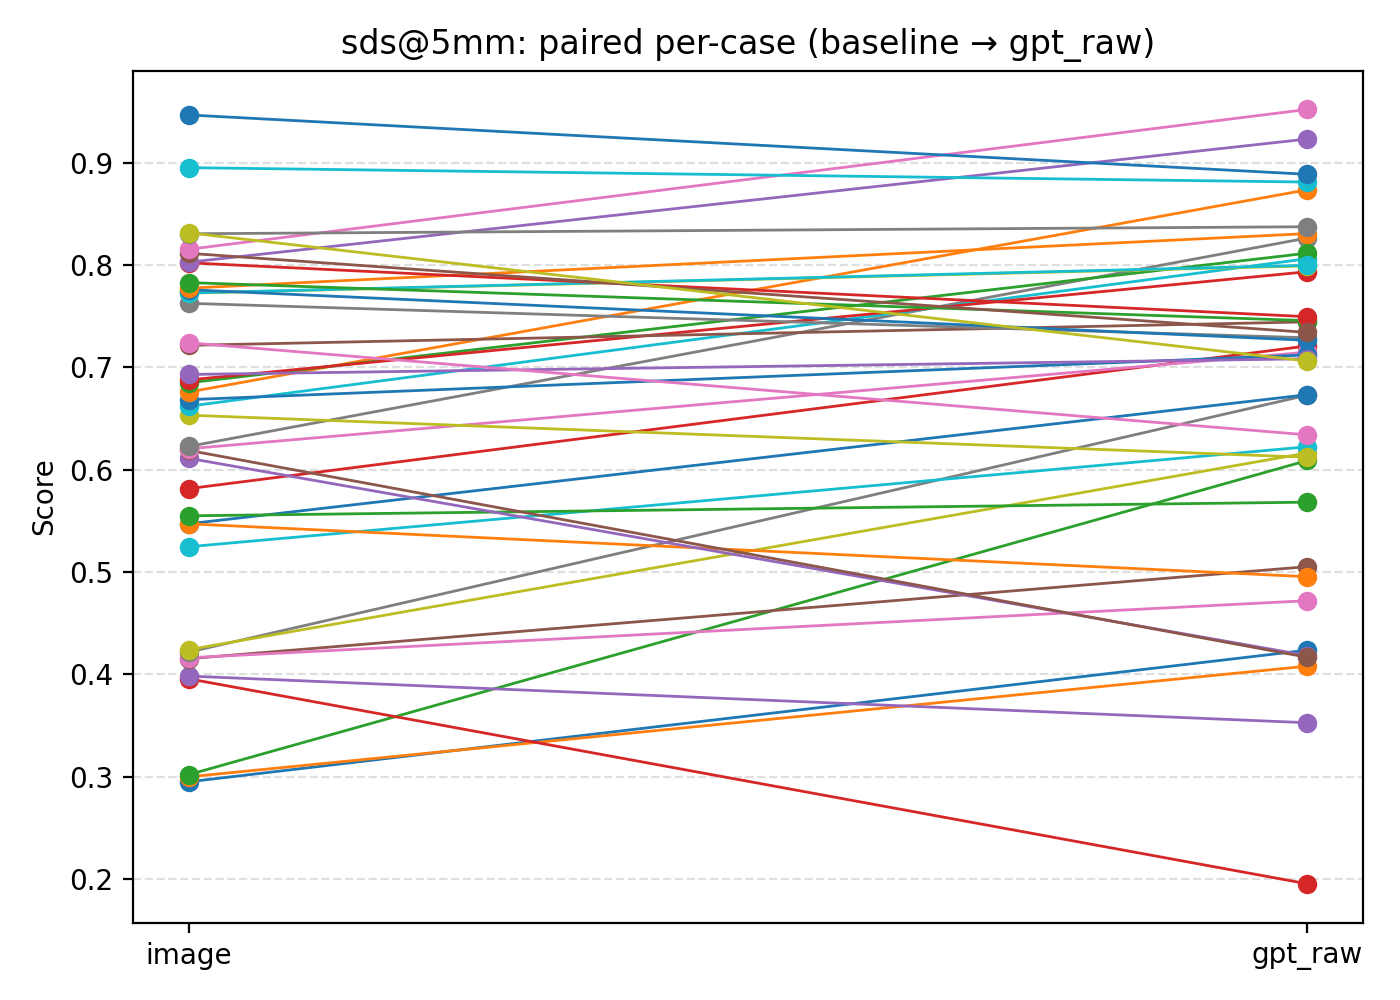 sds@5mm: paired per-case (baseline → gpt_raw)
Score
0.9
0.8
0.7
0.6
0.5
0.4
0.3
0.2
image
gpt_raw